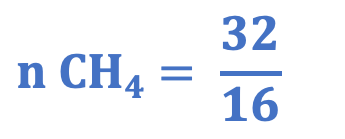 n CH₄ = 32/16